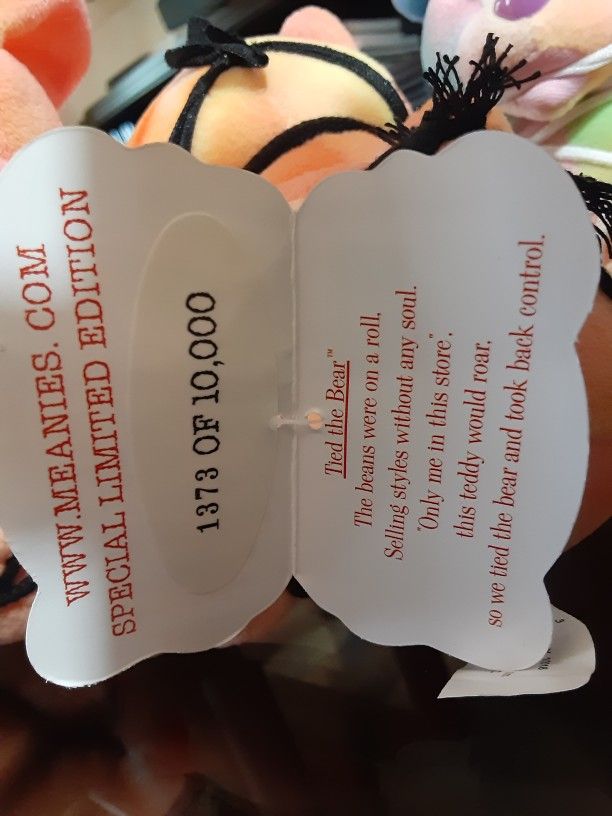 WWW.MEANIES.COM
SPECIAL LIMITED EDITION
1373 OF 10,000
Tied the Bear™
The beans were on a roll,
Selling styles without any soul.
"Only me in this store",
this teddy would roar,
so we tied the bear and took back control.